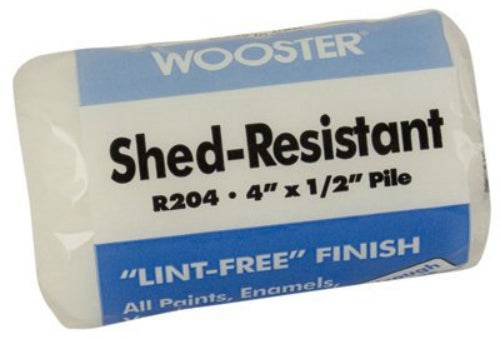 WOOSTER®
Shed-Resistant
R204 • 4" x 1/2" Pile
"LINT-FREE" FINISH
All Paints, Enamels,